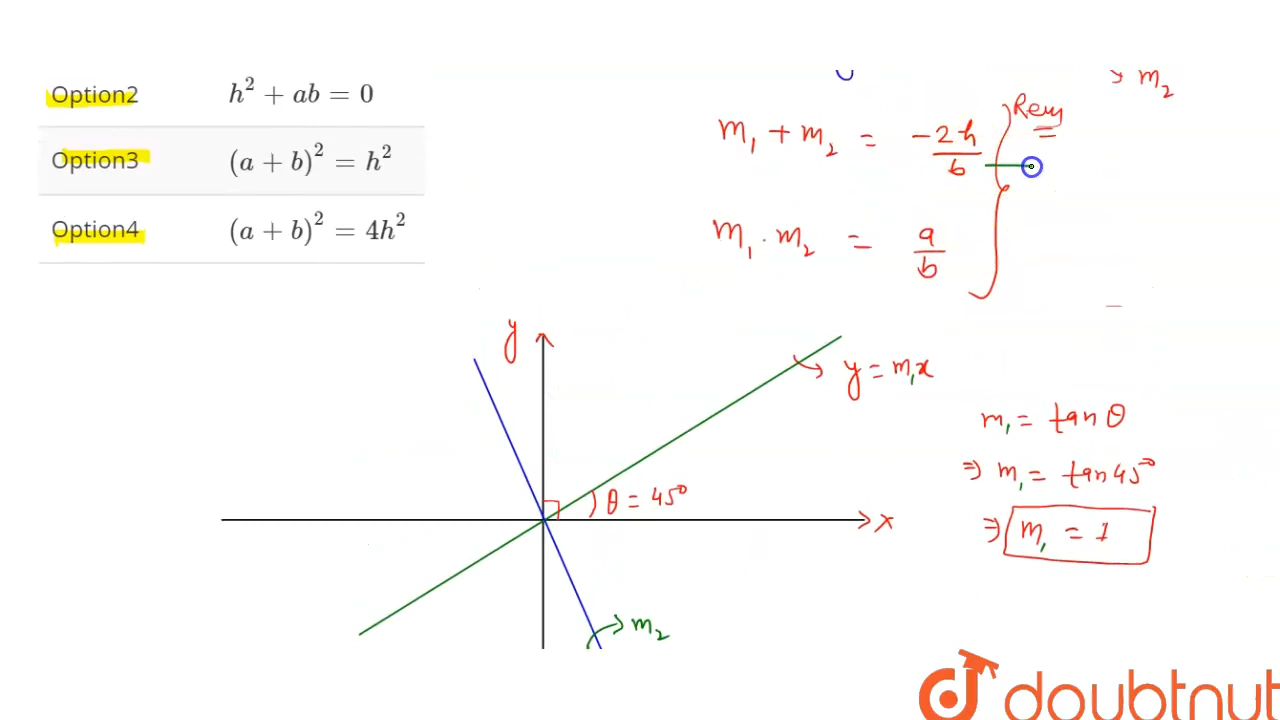 Option2 h² + ab = 0
Option3 (a + b)² = h²
Option4 (a + b)² = 4h²
→ m₂
m₁ + m₂ = -2h/b
Rem
m₁ · m₂ = a/b
y
y = m₁x
θ = 45°
x
m₂
m₁ = tan θ
⇒ m₁ = tan 45°
⇒ m₁ = 1
doubtnut